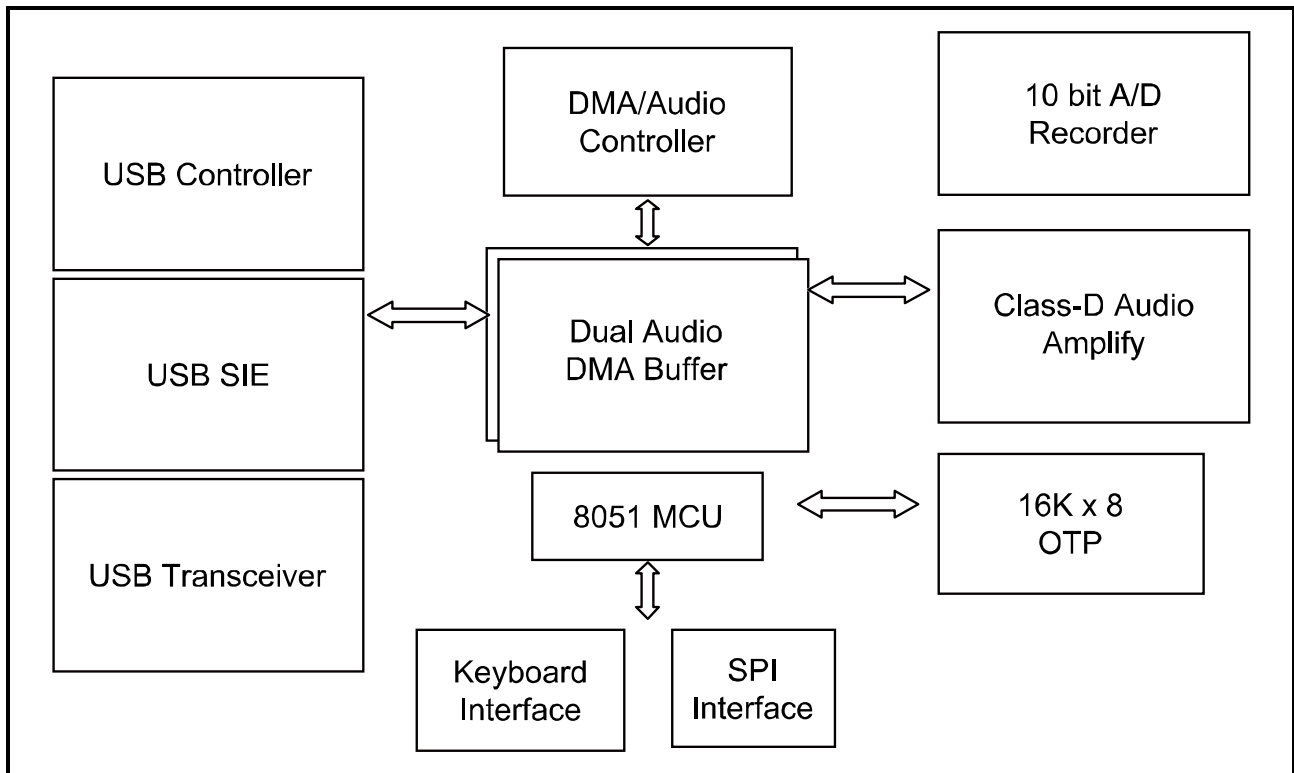 USB Controller
USB SIE
USB Transceiver
DMA/Audio
Controller
Dual Audio
DMA Buffer
8051 MCU
Keyboard
Interface
SPI
Interface
10 bit A/D
Recorder
Class-D Audio
Amplify
16K x 8
OTP